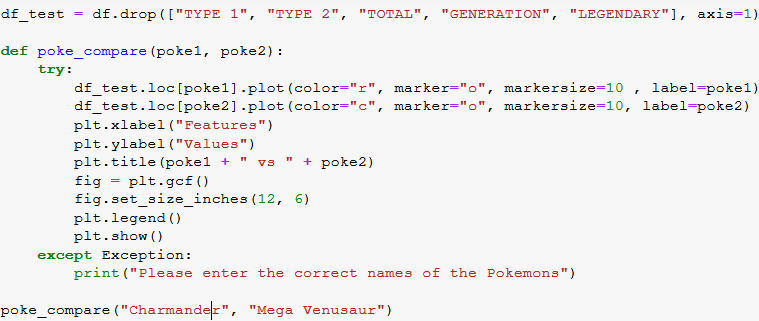 df_test = df.drop(["TYPE 1", "TYPE 2", "TOTAL", "GENERATION", "LEGENDARY"], axis=1)
def poke_compare(poke1, poke2):
try:
df_test.loc[poke1].plot(color="r", marker="o", markersize=10 , label=poke1)
df_test.loc[poke2].plot(color="c", marker="o", markersize=10, label=poke2)
plt.xlabel("Features")
plt.ylabel("Values")
plt.title(poke1 + " vs " + poke2)
fig = plt.gcf()
fig.set_size_inches(12, 6)
plt.legend()
plt.show()
except Exception:
print("Please enter the correct names of the Pokemons")
poke_compare("Charmander", "Mega Venusaur")